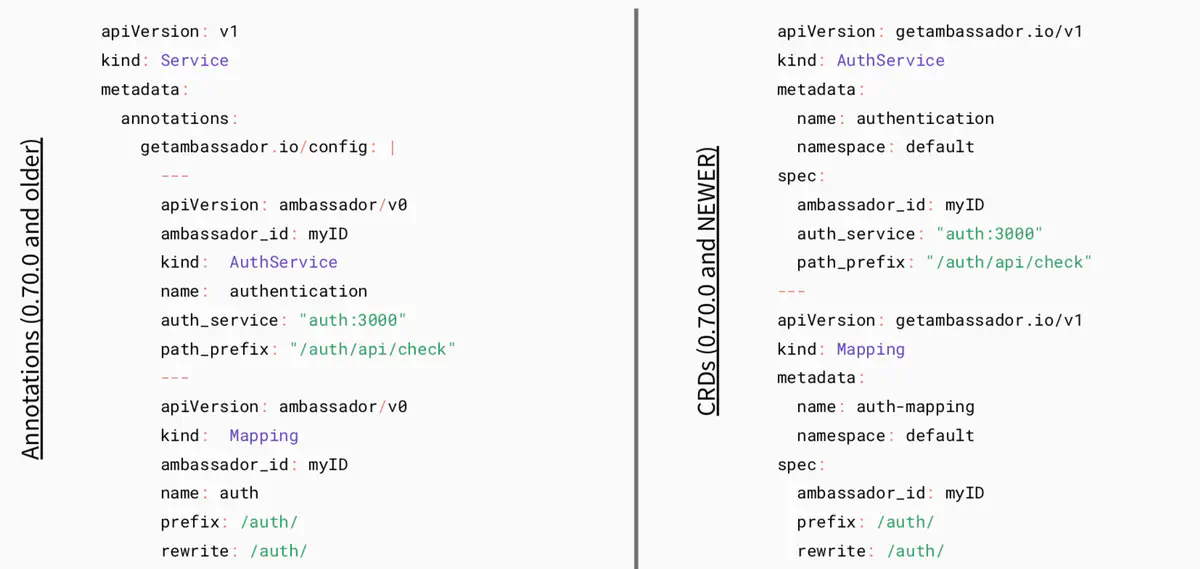 Annotations (0.70.0 and older)
apiVersion: v1
kind: Service
metadata:
  annotations:
    getambassador.io/config: |
      ---
      apiVersion: ambassador/v0
      ambassador_id: myID
      kind:  AuthService
      name:  authentication
      auth_service: "auth:3000"
      path_prefix: "/auth/api/check"
      ---
      apiVersion: ambassador/v0
      kind:  Mapping
      ambassador_id: myID
      name: auth
      prefix: /auth/
      rewrite: /auth/
CRDs (0.70.0 and NEWER)
apiVersion: getambassador.io/v1
kind: AuthService
metadata:
  name: authentication
  namespace: default
spec:
  ambassador_id: myID
  auth_service: "auth:3000"
  path_prefix: "/auth/api/check"
---
apiVersion: getambassador.io/v1
kind: Mapping
metadata:
  name: auth-mapping
  namespace: default
spec:
  ambassador_id: myID
  prefix: /auth/
  rewrite: /auth/